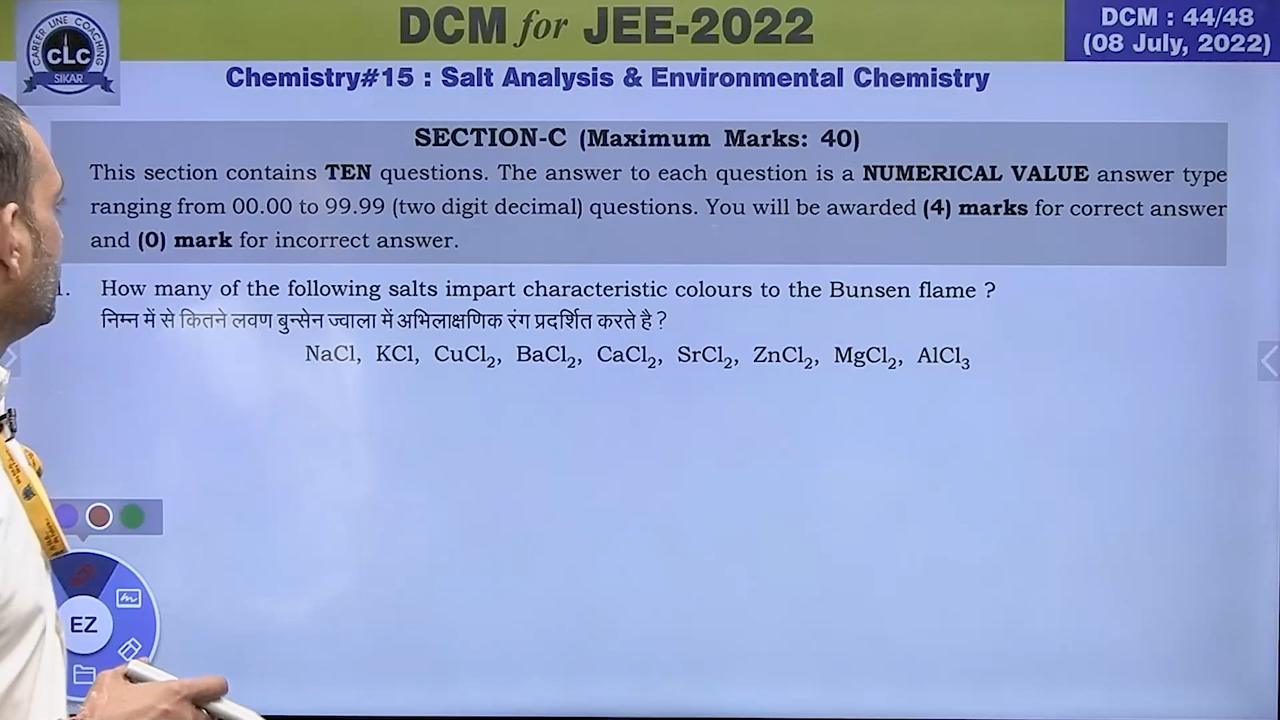 CAREER LINE COACHING
CLC
SIKAR
DCM for JEE-2022
DCM : 44/48
(08 July, 2022)
Chemistry#15 : Salt Analysis & Environmental Chemistry
SECTION-C (Maximum Marks: 40)
This section contains TEN questions. The answer to each question is a NUMERICAL VALUE answer type
ranging from 00.00 to 99.99 (two digit decimal) questions. You will be awarded (4) marks for correct answer
and (0) mark for incorrect answer.
1. How many of the following salts impart characteristic colours to the Bunsen flame ?
निम्न में से कितने लवण बुन्सेन ज्वाला में अभिलाक्षणिक रंग प्रदर्शित करते है ?
NaCl, KCl, CuCl₂, BaCl₂, CaCl₂, SrCl₂, ZnCl₂, MgCl₂, AlCl₃
EZ